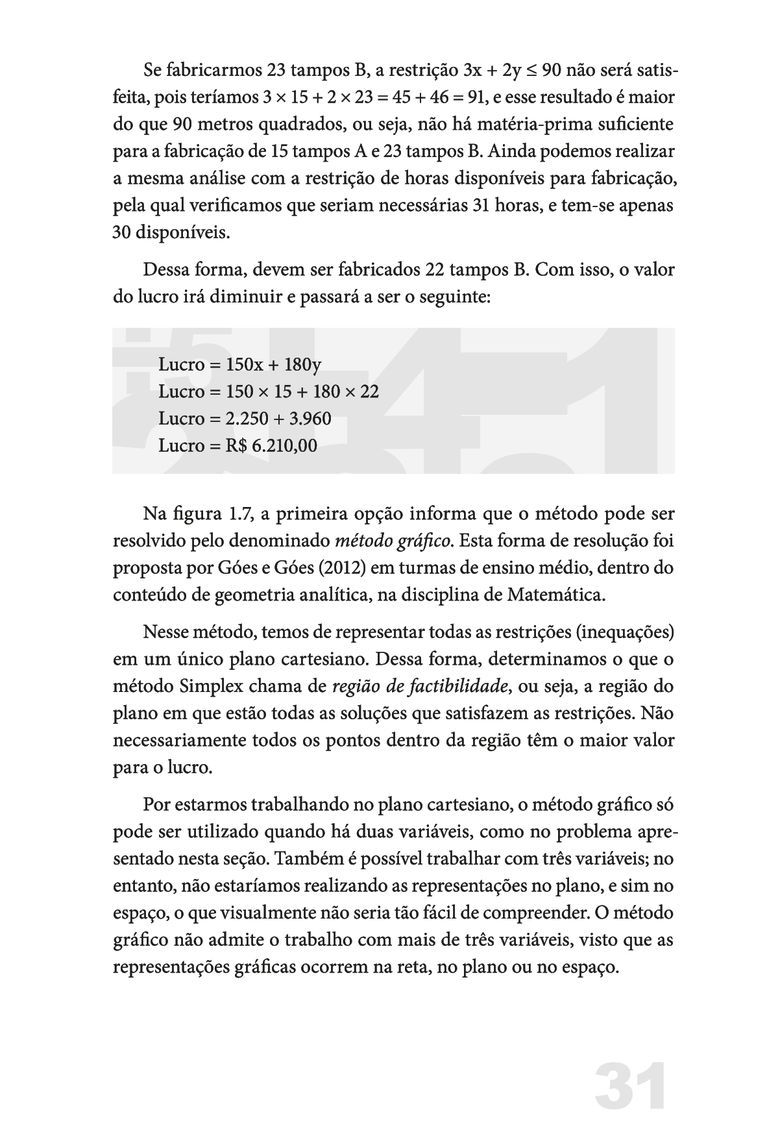 Se fabricarmos 23 tampos B, a restrição 3x + 2y ≤ 90 não será satis-
feita, pois teríamos 3 × 15 + 2 × 23 = 45 + 46 = 91, e esse resultado é maior
do que 90 metros quadrados, ou seja, não há matéria-prima suficiente
para a fabricação de 15 tampos A e 23 tampos B. Ainda podemos realizar
a mesma análise com a restrição de horas disponíveis para fabricação,
pela qual verificamos que seriam necessárias 31 horas, e tem-se apenas
30 disponíveis.
Dessa forma, devem ser fabricados 22 tampos B. Com isso, o valor
do lucro irá diminuir e passará a ser o seguinte:
Lucro = 150x + 180y
Lucro = 150 × 15 + 180 × 22
Lucro = 2.250 + 3.960
Lucro = R$ 6.210,00
Na figura 1.7, a primeira opção informa que o método pode ser
resolvido pelo denominado método gráfico. Esta forma de resolução foi
proposta por Góes e Góes (2012) em turmas de ensino médio, dentro do
conteúdo de geometria analítica, na disciplina de Matemática.
Nesse método, temos de representar todas as restrições (inequações)
em um único plano cartesiano. Dessa forma, determinamos o que o
método Simplex chama de região de factibilidade, ou seja, a região do
plano em que estão todas as soluções que satisfazem as restrições. Não
necessariamente todos os pontos dentro da região têm o maior valor
para o lucro.
Por estarmos trabalhando no plano cartesiano, o método gráfico só
pode ser utilizado quando há duas variáveis, como no problema apre-
sentado nesta seção. Também é possível trabalhar com três variáveis; no
entanto, não estaríamos realizando as representações no plano, e sim no
espaço, o que visualmente não seria tão fácil de compreender. O método
gráfico não admite o trabalho com mais de três variáveis, visto que as
representações gráficas ocorrem na reta, no plano ou no espaço.
31